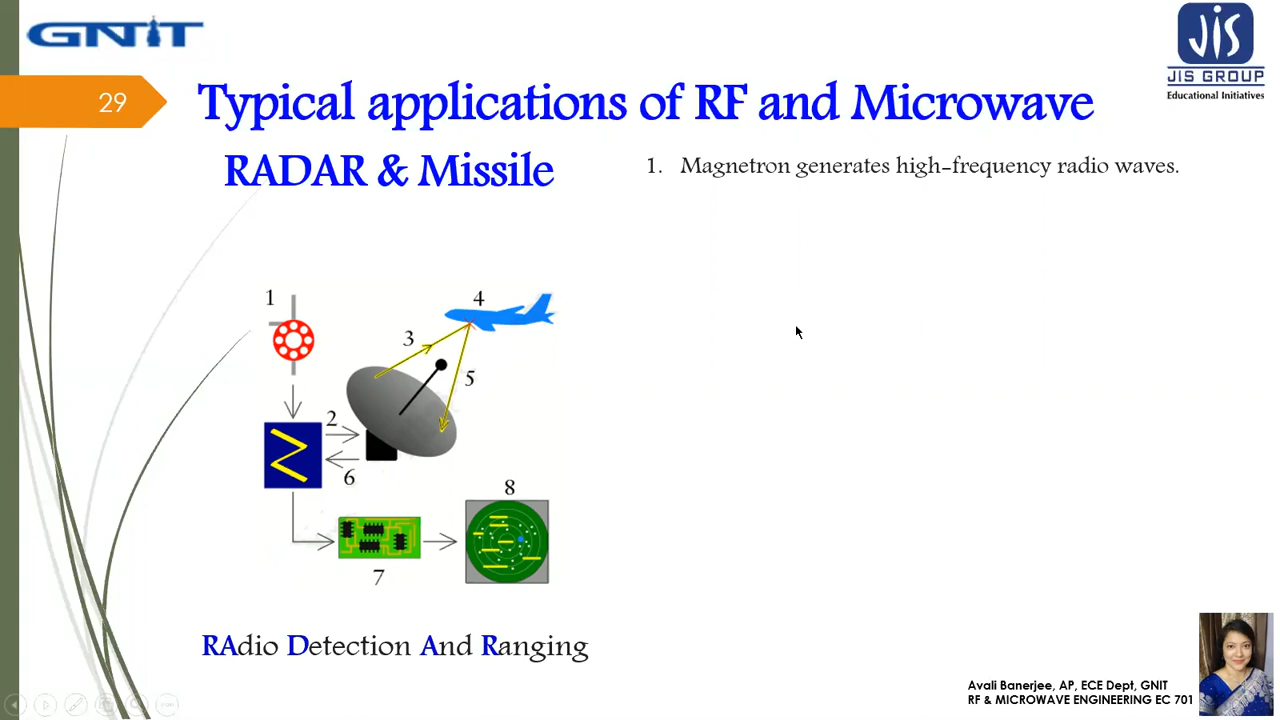 GNIT
JIS
JIS GROUP
Educational Initiatives
29
Typical applications of RF and Microwave
RADAR & Missile
1. Magnetron generates high-frequency radio waves.
1
4
3
5
2
6
8
7
RAdio Detection And Ranging
Avali Banerjee, AP, ECE Dept, GNIT
RF & MICROWAVE ENGINEERING EC 701